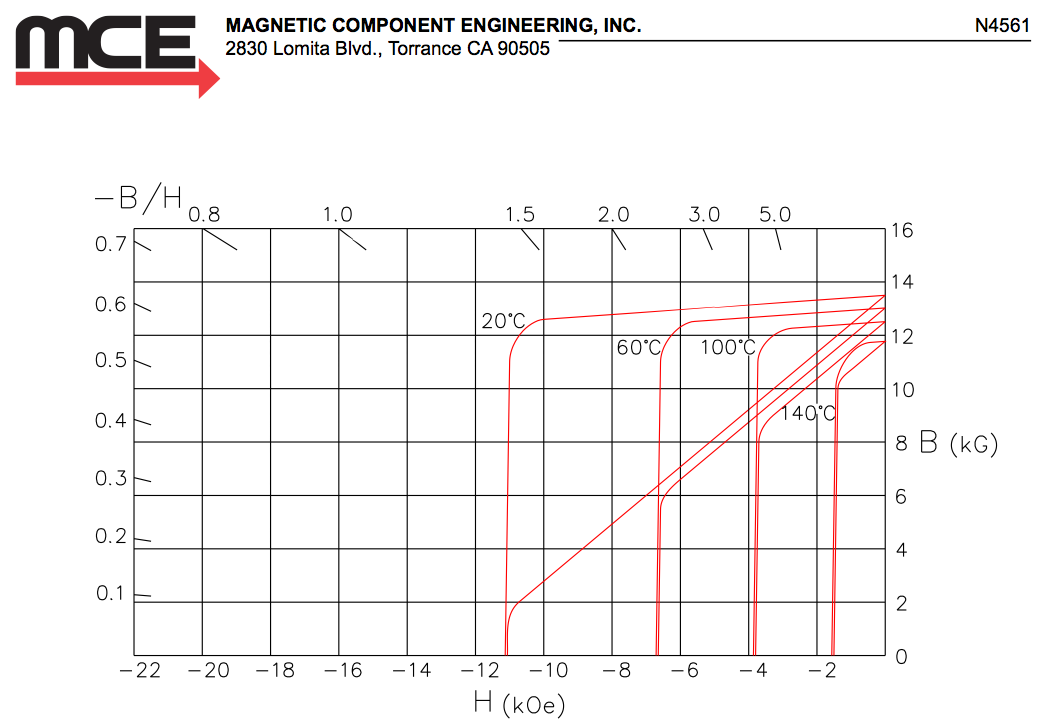 MCE
MAGNETIC COMPONENT ENGINEERING, INC.
N4561
2830 Lomita Blvd., Torrance CA 90505
−B/H
0.8 1.0 1.5 2.0 3.0 5.0
16
0.7
14
0.6
20°C
12
60°C 100°C
0.5
10
140°C
0.4
8 B (kG)
0.3
6
0.2
4
0.1
2
0
−22 −20 −18 −16 −14 −12 −10 −8 −6 −4 −2
H (kOe)